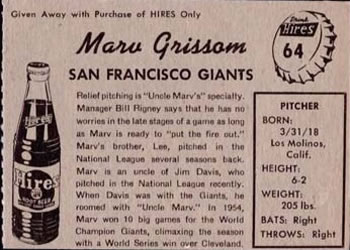 Given Away with Purchase of HIRES Only
Marv Grissom
SAN FRANCISCO GIANTS
Drink
Hires
64
Relief pitching is "Uncle Marv's" specialty.
Manager Bill Rigney says that he has no
worries in the late stages of a game as long
as Marv is ready to "put the fire out."
Marv's brother, Lee, pitched in the
National League several seasons back.
Marv is an uncle of Jim Davis, who
pitched in the National League recently.
When Davis was with the Giants, he
roomed with "Uncle Marv." In 1954,
Marv won 10 big games for the World
Champion Giants, climaxing the season
with a World Series win over Cleveland.
Hires
ROOT BEER
PITCHER
BORN:
3/31/18
Los Molinos,
Calif.
HEIGHT:
6-2
WEIGHT:
205 lbs.
BATS: Right
THROWS: Right